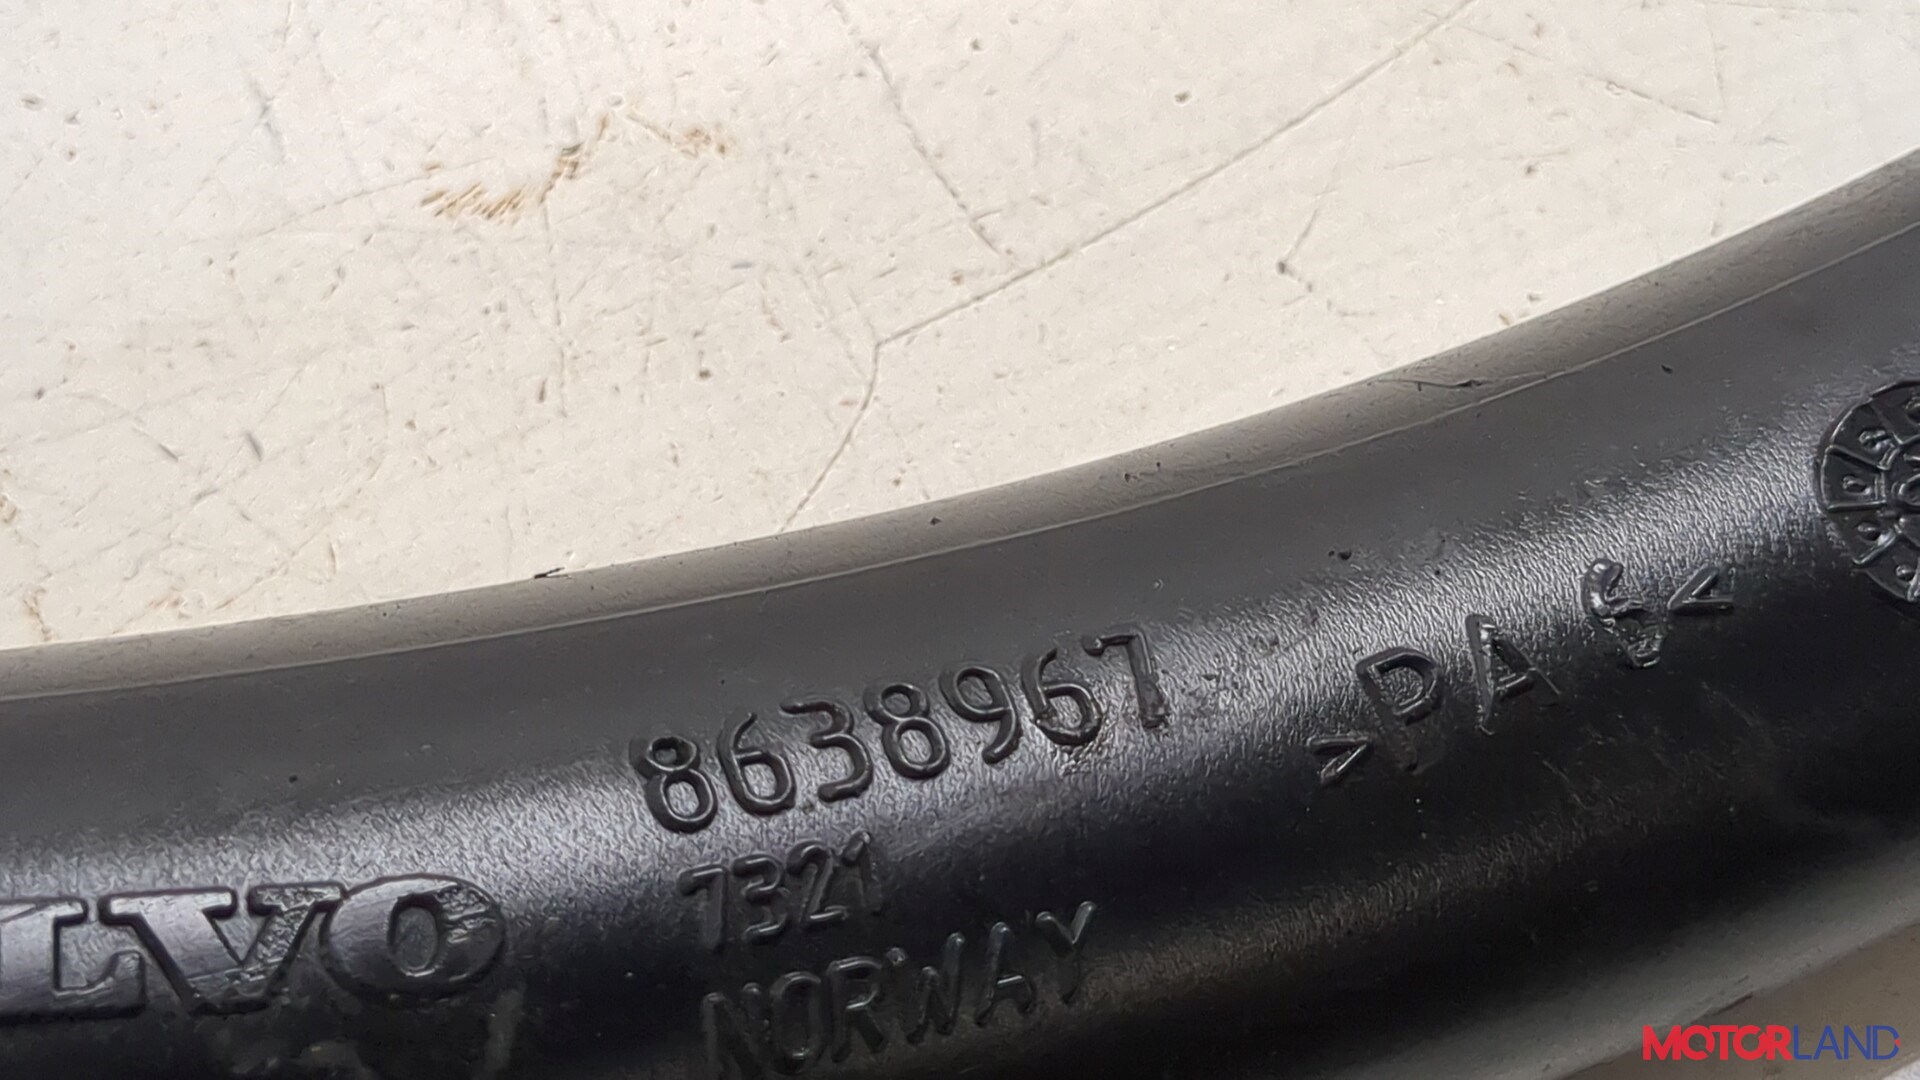 8638967
>PA6<
7321
LVO
NORWAY
MOTORLAND